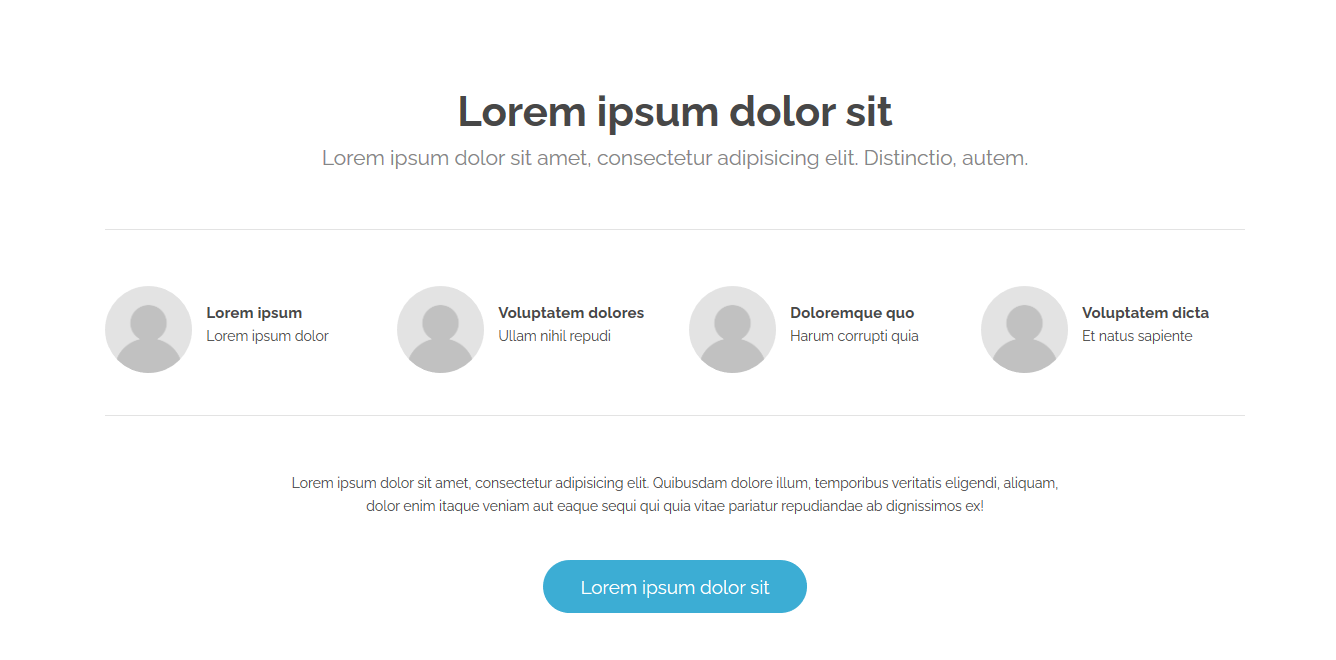 Lorem ipsum dolor sit
Lorem ipsum dolor sit amet, consectetur adipisicing elit. Distinctio, autem.
Lorem ipsum
Lorem ipsum dolor
Voluptatem dolores
Ullam nihil repudi
Doloremque quo
Harum corrupti quia
Voluptatem dicta
Et natus sapiente
Lorem ipsum dolor sit amet, consectetur adipisicing elit. Quibusdam dolore illum, temporibus veritatis eligendi, aliquam,
dolor enim itaque veniam aut eaque sequi qui quia vitae pariatur repudiandae ab dignissimos ex!
Lorem ipsum dolor sit